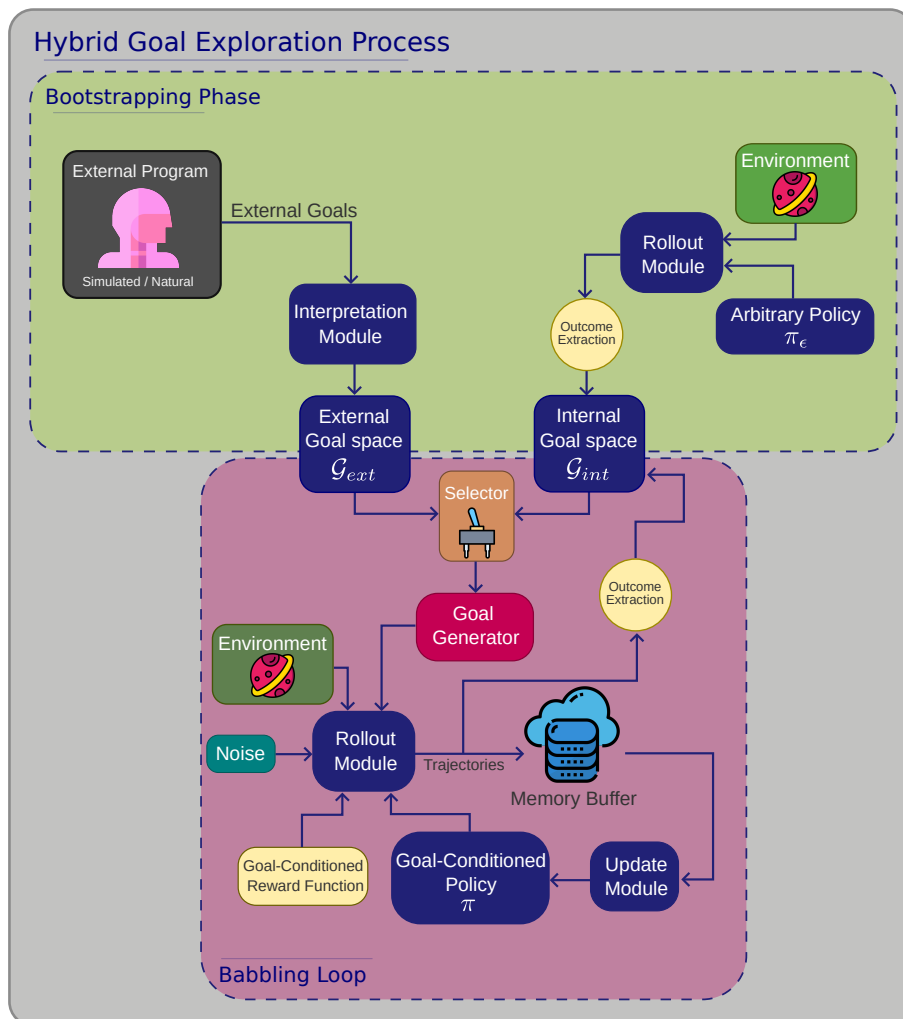 Hybrid Goal Exploration Process
Bootstrapping Phase
External Program
Simulated / Natural
External Goals
Interpretation
Module
External
Goal space
𝒢ext
Environment
Rollout
Module
Arbitrary Policy
πϵ
Outcome
Extraction
Internal
Goal space
𝒢int
Selector
Goal
Generator
Outcome
Extraction
Environment
Noise
Rollout
Module
Trajectories
Memory Buffer
Goal-Conditioned
Reward Function
Goal-Conditioned
Policy
π
Update
Module
Babbling Loop